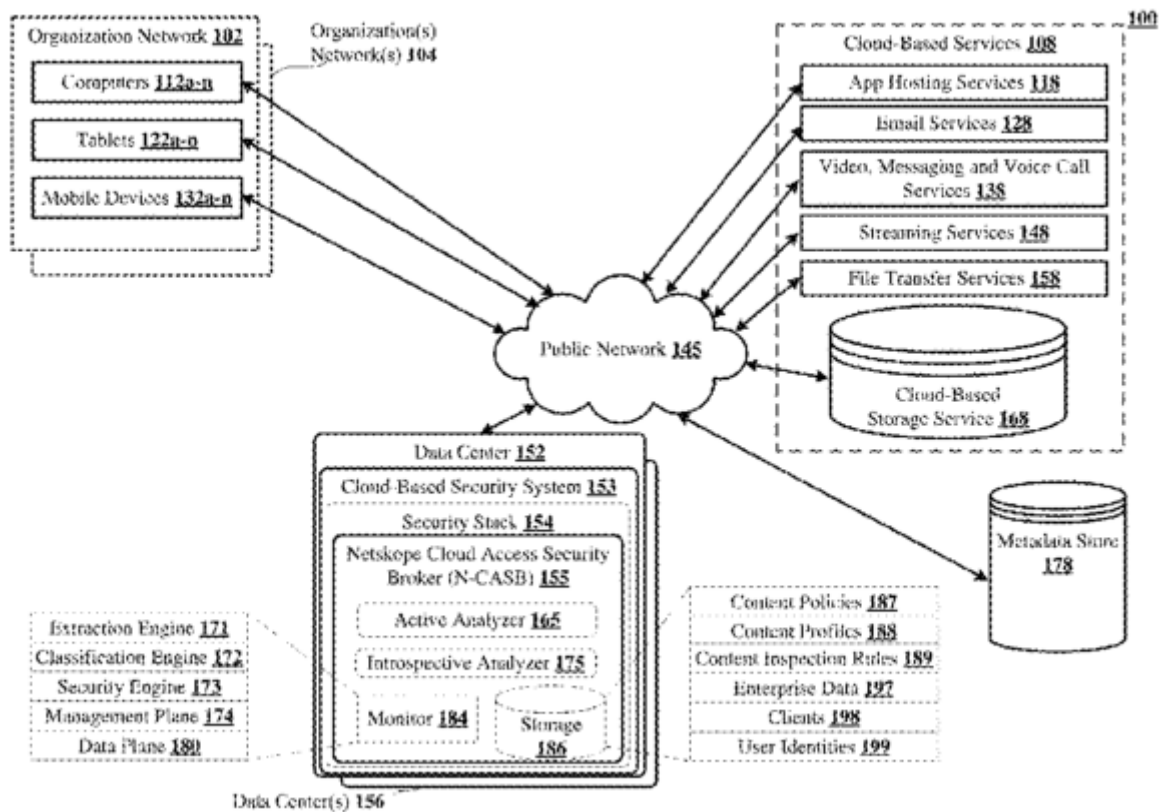 100
Organization Network 102
Computers 112a-n
Tablets 122a-n
Mobile Devices 132a-n
Organization(s)
Network(s) 104
Cloud-Based Services 108
App Hosting Services 118
Email Services 128
Video, Messaging and Voice Call
Services 138
Streaming Services 148
File Transfer Services 158
Cloud-Based
Storage Service 168
Public Network 145
Metadata Store
178
Data Center 152
Cloud-Based Security System 153
Security Stack 154
Netskope Cloud Access Security
Broker (N-CASB) 155
Active Analyzer 165
Introspective Analyzer 175
Monitor 184
Storage
186
Extraction Engine 171
Classification Engine 172
Security Engine 173
Management Plane 174
Data Plane 180
Content Policies 187
Content Profiles 188
Content Inspection Rules 189
Enterprise Data 197
Clients 198
User Identities 199
Data Center(s) 156